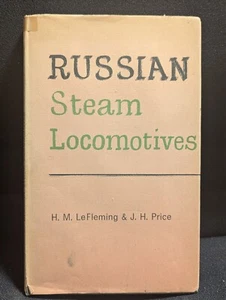 RUSSIAN
Steam
Locomotives
H. M. LeFleming & J. H. Price